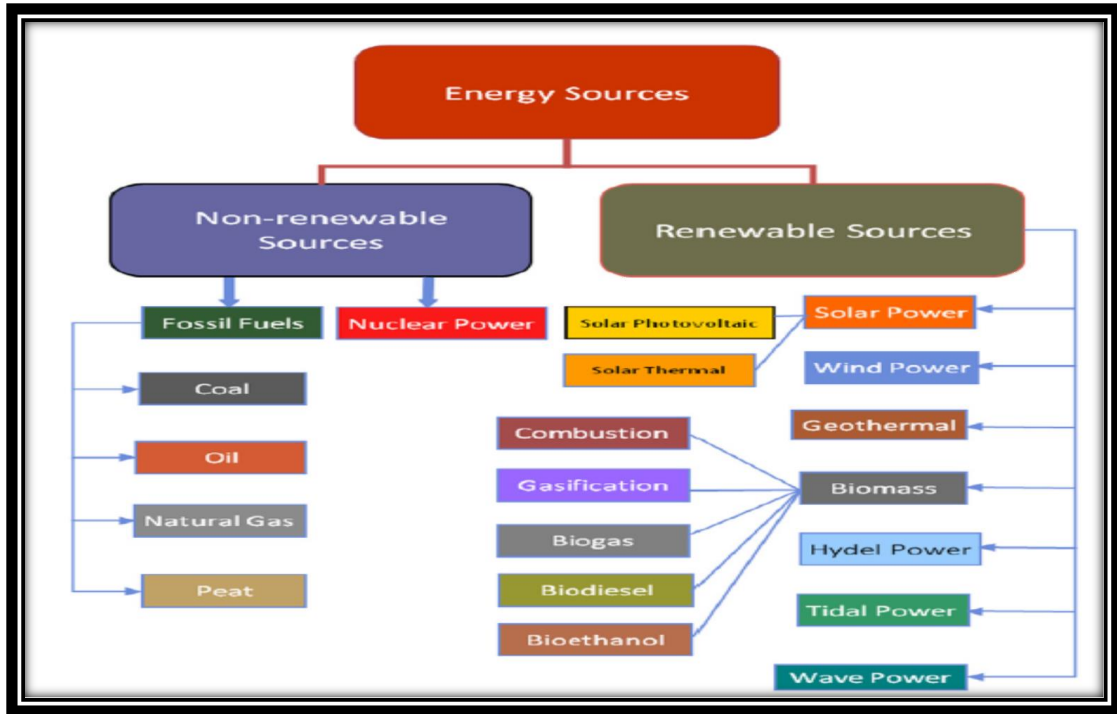 Energy Sources
Non-renewable
Sources
Renewable Sources
Fossil Fuels
Nuclear Power
Solar Photovoltaic
Solar Power
Solar Thermal
Wind Power
Coal
Combustion
Geothermal
Oil
Gasification
Biomass
Natural Gas
Biogas
Hydel Power
Peat
Biodiesel
Tidal Power
Bioethanol
Wave Power